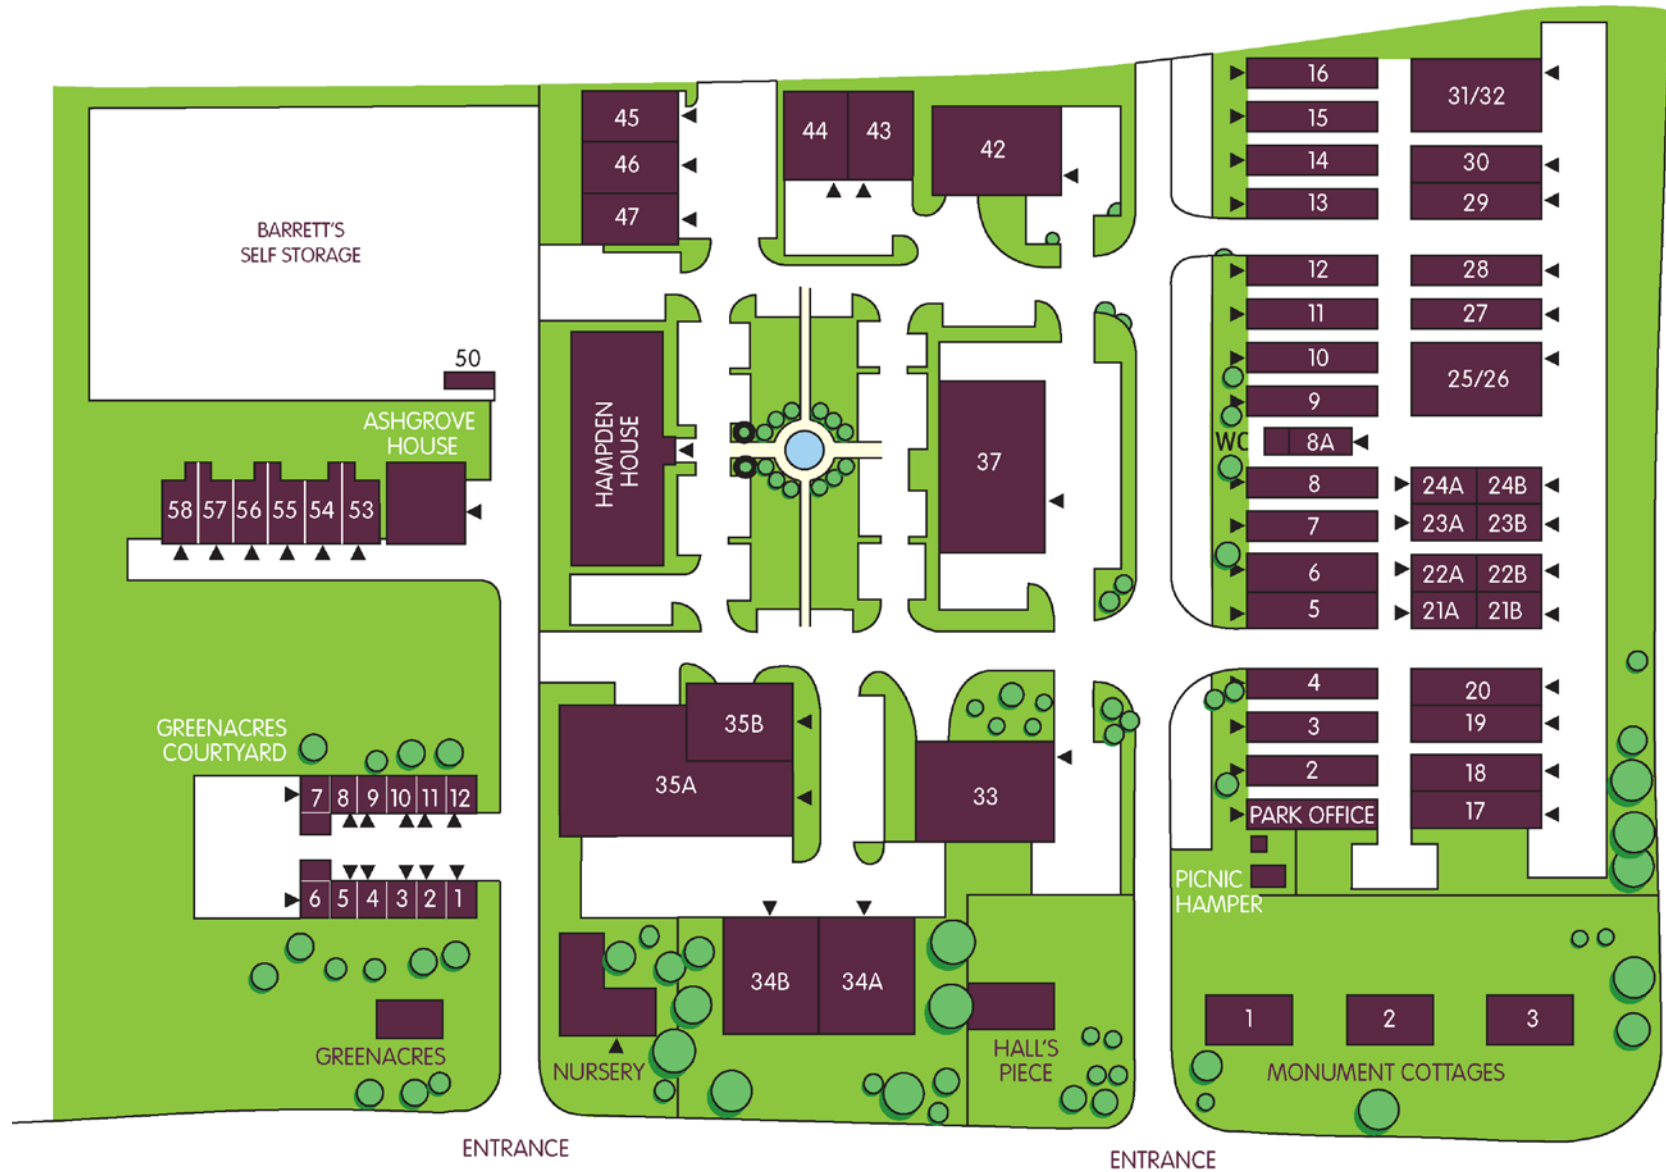 16
31/32
45
44
43
42
15
46
14
30
47
13
29
BARRETT'S
SELF STORAGE
12
28
11
27
50
10
25/26
9
ASHGROVE
HOUSE
HAMPDEN
HOUSE
37
WC
8A
8
24A
24B
58
57
56
55
54
53
7
23A
23B
6
22A
22B
5
21A
21B
4
20
GREENACRES
COURTYARD
35B
3
19
35A
33
2
18
7
8
9
10
11
12
PARK OFFICE
17
PICNIC
HAMPER
6
5
4
3
2
1
34B
34A
1
2
3
GREENACRES
NURSERY
HALL'S
PIECE
MONUMENT COTTAGES
ENTRANCE
ENTRANCE